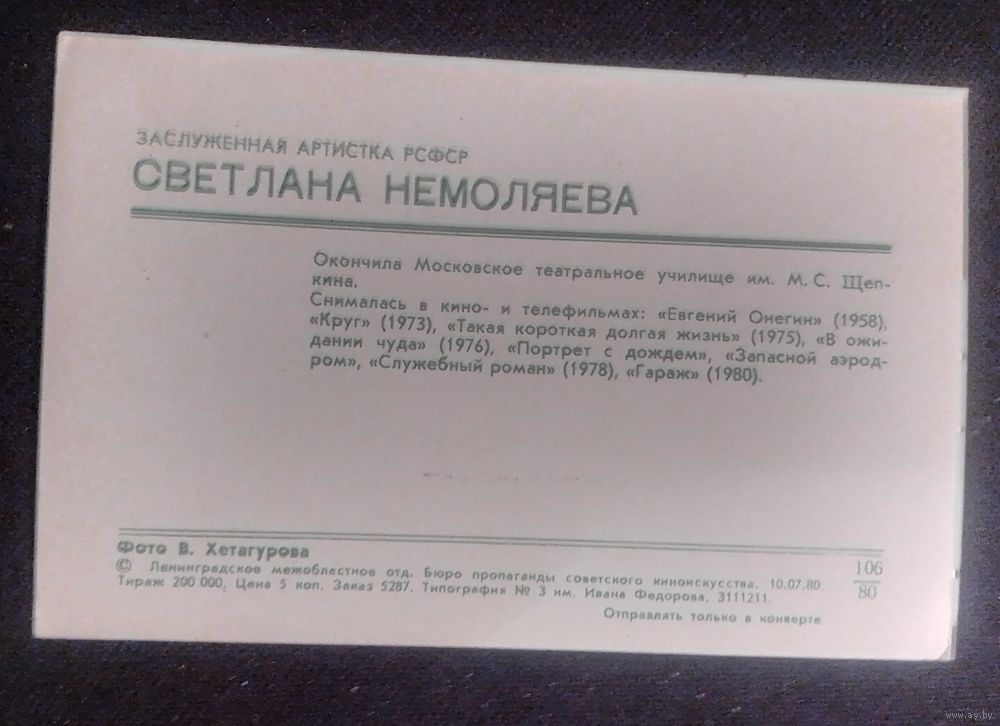 ЗАСЛУЖЕННАЯ АРТИСТКА РСФСР
СВЕТЛАНА НЕМОЛЯЕВА
Окончила Московское театральное училище им. М. С. Щеп-
кина.
Снималась в кино- и телефильмах: «Евгений Онегин» (1958),
«Круг» (1973), «Такая короткая долгая жизнь» (1975), «В ожи-
дании чуда» (1976), «Портрет с дождем», «Запасной аэрод-
ром», «Служебный роман» (1978), «Гараж» (1980).
Фото В. Хетагурова
© Ленинградское межобластное отд. Бюро пропаганды советского киноискусства. 10.07.80
Тираж 200 000. Цена 5 коп. Заказ 5287. Типография № 3 им. Ивана Федорова. 3111211.
106
80
Отправлять только в конверте
www.ay.by